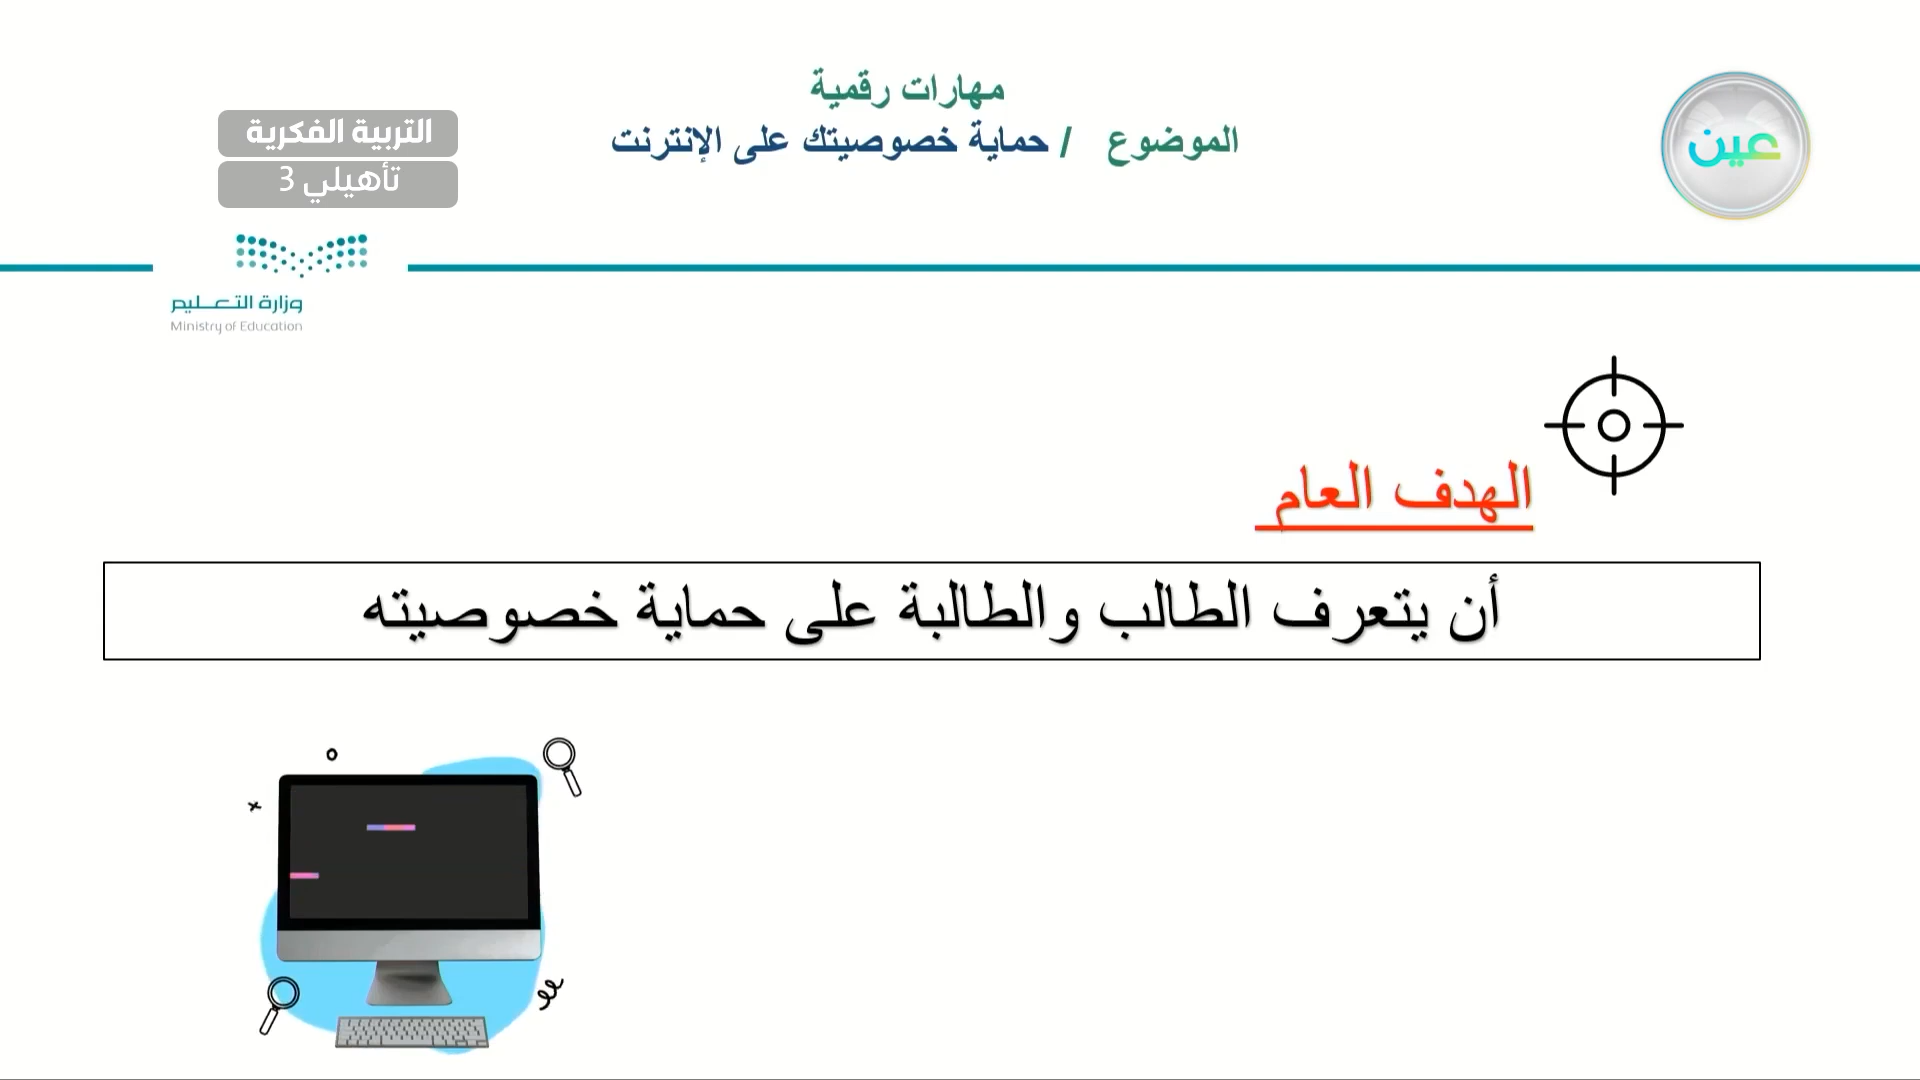 مهارات رقمية
الموضوع / حماية خصوصيتك على الإنترنت
عين
التربية الفكرية
تأهيلي 3
وزارة التعليم
Ministry of Education
الهدف العام
أن يتعرف الطالب والطالبة على حماية خصوصيته